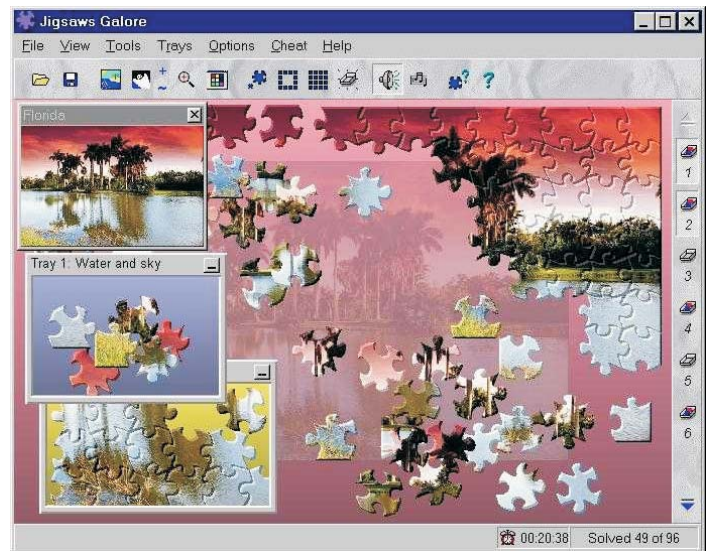 Jigsaws Galore
File View Tools Trays Options Cheat Help
Florida
Tray 1: Water and sky
1
2
3
4
5
6
00:20:38 Solved 49 of 96